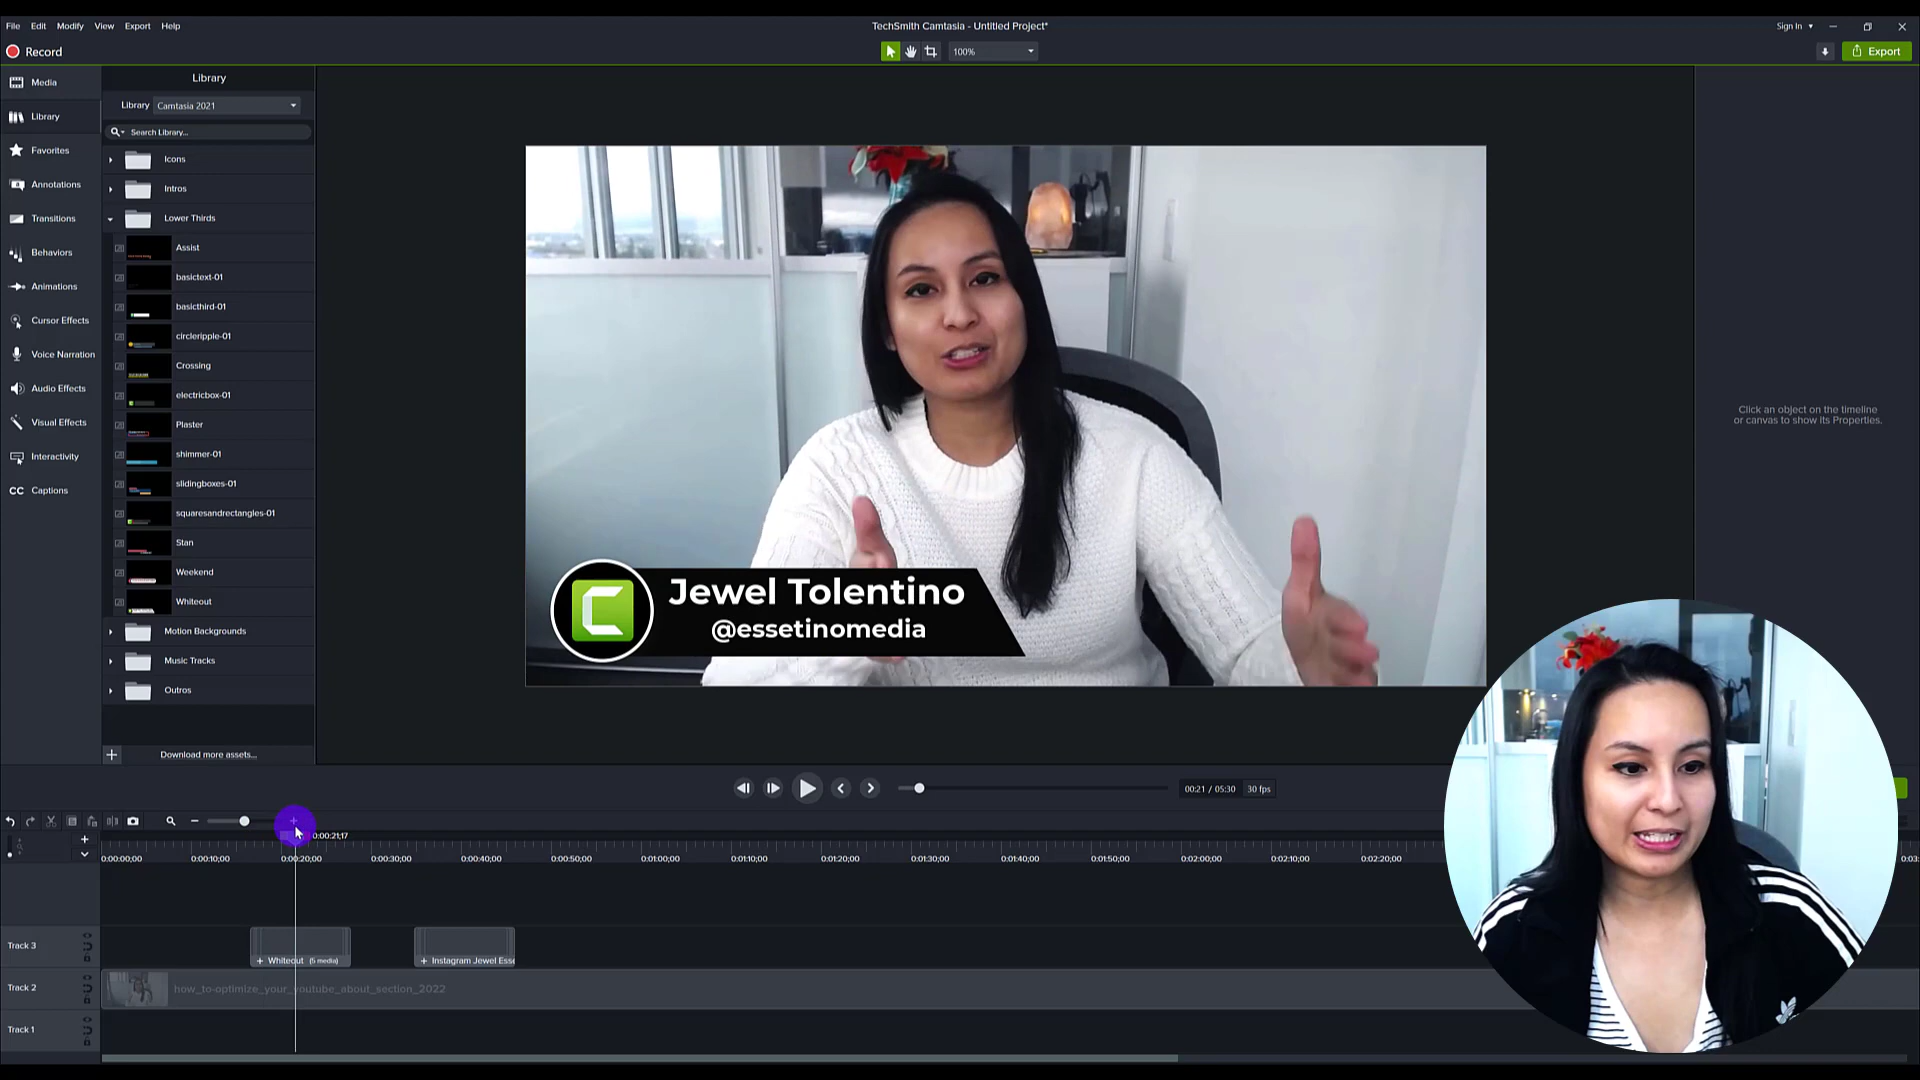 File Edit Modify View Export Help
TechSmith Camtasia - Untitled Project*
Sign In
Record
100%
Export
Media
Library
Favorites
Annotations
Transitions
Behaviors
Animations
Cursor Effects
Voice Narration
Audio Effects
Visual Effects
Interactivity
CC Captions
Library
Library Camtasia 2021
Search Library...
Icons
Intros
Lower Thirds
Assist
basictext-01
basicthird-01
circleripple-01
Crossing
electricbox-01
Plaster
shimmer-01
slidingboxes-01
squaresandrectangles-01
Stan
Weekend
Whiteout
Motion Backgrounds
Music Tracks
Outros
Download more assets...
Jewel Tolentino
@essetinomedia
Click an object on the timeline
or canvas to show its Properties.
00:21 / 05:30 30 fps
0:00:21;17
0:00:00;00 0:00:10;00 0:00:20;00 0:00:30;00 0:00:40;00 0:00:50;00 0:01:00;00 0:01:10;00 0:01:20;00 0:01:30;00 0:01:40;00 0:01:50;00 0:02:00;00 0:02:10;00 0:02:20;00
Track 3
Whiteout (5 media)
Instagram Jewel Esse
Track 2
how_to-optimize_your_youtube_about_section_2022
Track 1